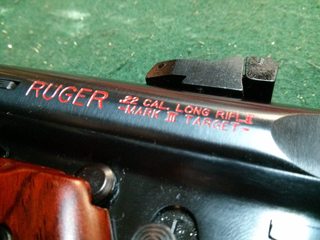 RUGER
.22 CAL. LONG RIFLE
-MARK III TARGET-